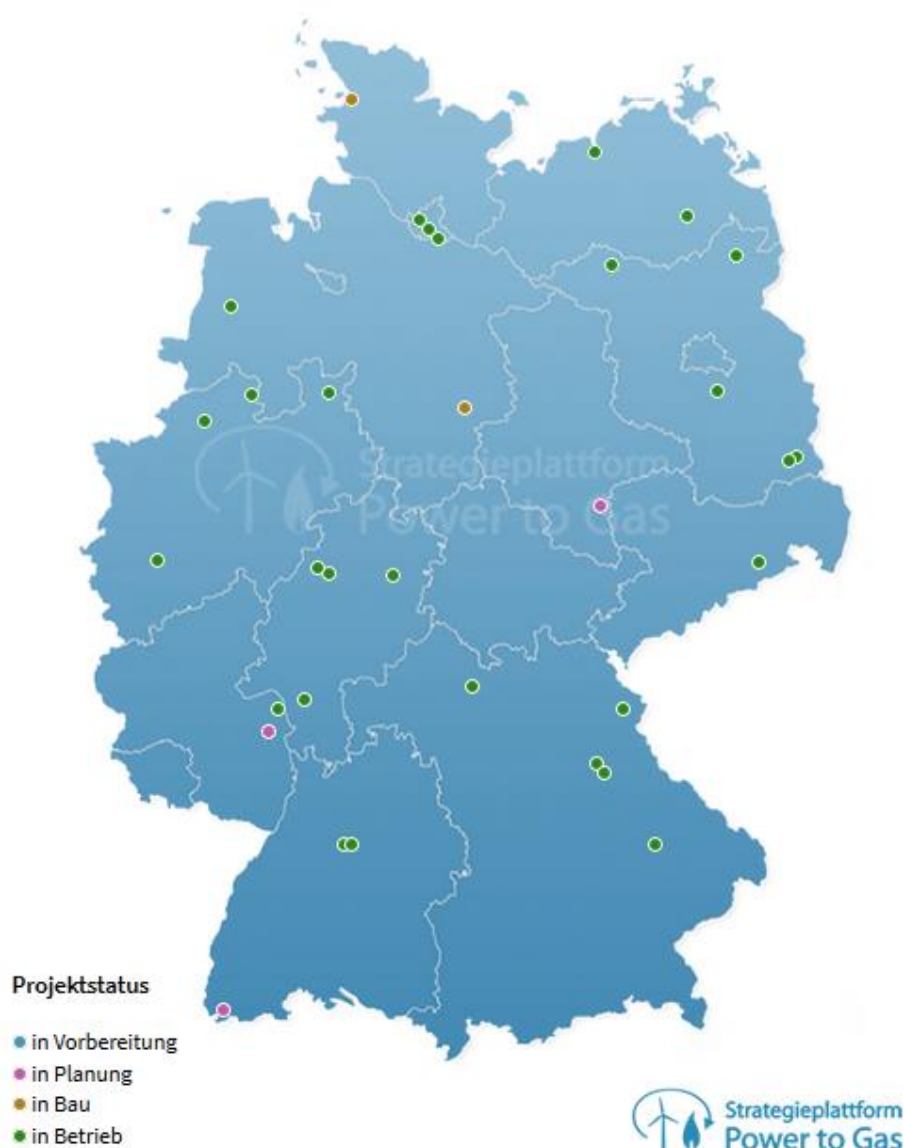 Strategieplattform
Power to Gas
Projektstatus
in Vorbereitung
in Planung
in Bau
in Betrieb
Strategieplattform
Power to Gas